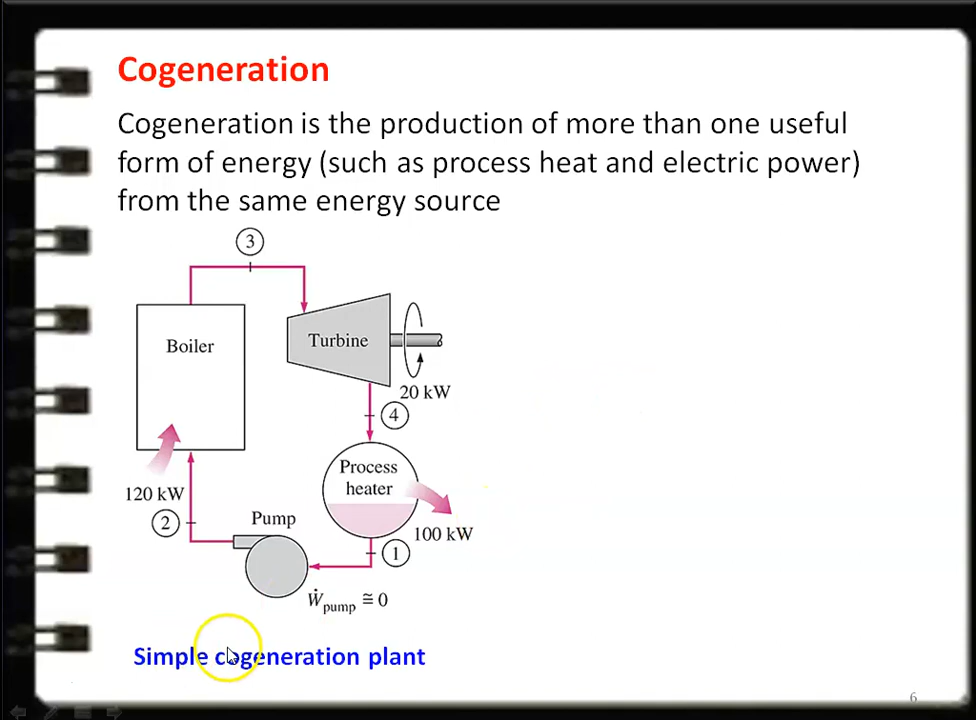 Cogeneration
Cogeneration is the production of more than one useful
form of energy (such as process heat and electric power)
from the same energy source
3
Boiler
Turbine
20 kW
4
Process
heater
120 kW
2
Pump
100 kW
1
Ẇpump ≅ 0
Simple cogeneration plant
6